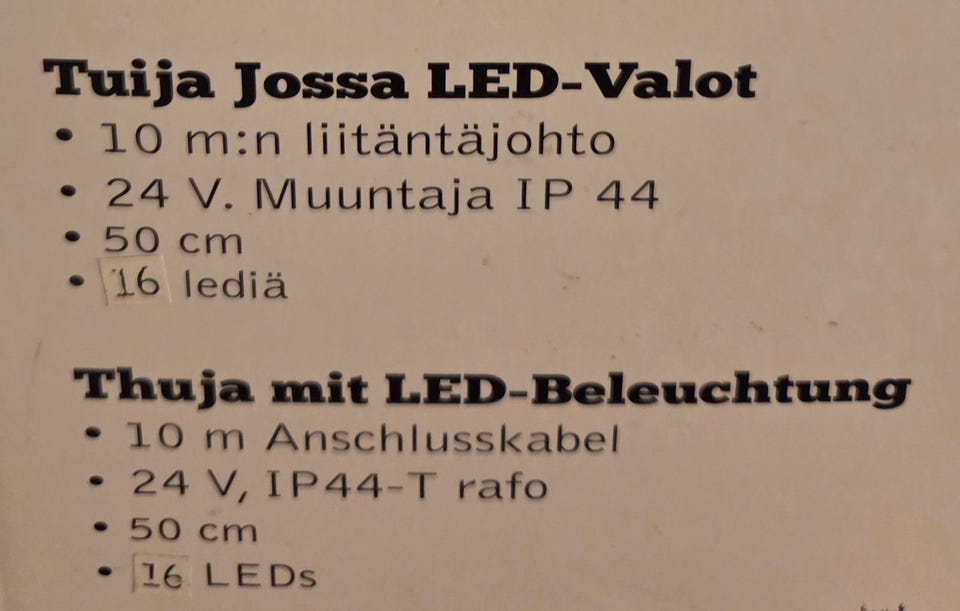 Tuija Jossa LED-Valot
• 10 m:n liitäntäjohto
• 24 V. Muuntaja IP 44
• 50 cm
• 16 lediä
Thuja mit LED-Beleuchtung
• 10 m Anschlusskabel
• 24 V, IP44-T rafo
• 50 cm
• 16 LEDs